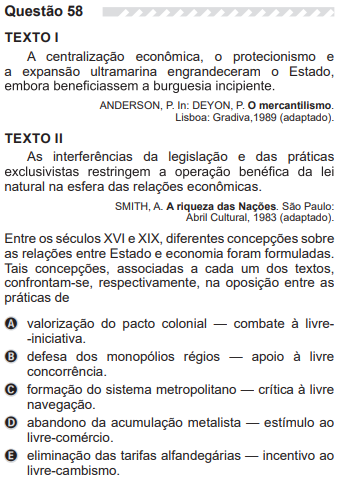 Questão 58
TEXTO I
A centralização econômica, o protecionismo e
a expansão ultramarina engrandeceram o Estado,
embora beneficiassem a burguesia incipiente.
ANDERSON, P. In: DEYON, P. O mercantilismo.
Lisboa: Gradiva,1989 (adaptado).
TEXTO II
As interferências da legislação e das práticas
exclusivistas restringem a operação benéfica da lei
natural na esfera das relações econômicas.
SMITH, A. A riqueza das Nações. São Paulo:
Abril Cultural, 1983 (adaptado).
Entre os séculos XVI e XIX, diferentes concepções sobre
as relações entre Estado e economia foram formuladas.
Tais concepções, associadas a cada um dos textos,
confrontam-se, respectivamente, na oposição entre as
práticas de
A valorização do pacto colonial — combate à livre-
-iniciativa.
B defesa dos monopólios régios — apoio à livre
concorrência.
C formação do sistema metropolitano — crítica à livre
navegação.
D abandono da acumulação metalista — estímulo ao
livre-comércio.
E eliminação das tarifas alfandegárias — incentivo ao
livre-cambismo.